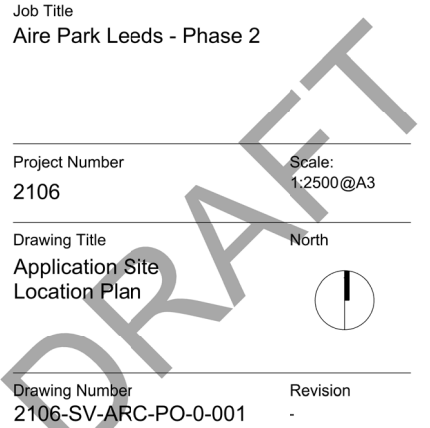 Job Title
Aire Park Leeds - Phase 2
Project Number
2106
Scale:
1:2500@A3
Drawing Title
Application Site
Location Plan
North
Drawing Number
2106-SV-ARC-PO-0-001
Revision
-
DRAFT